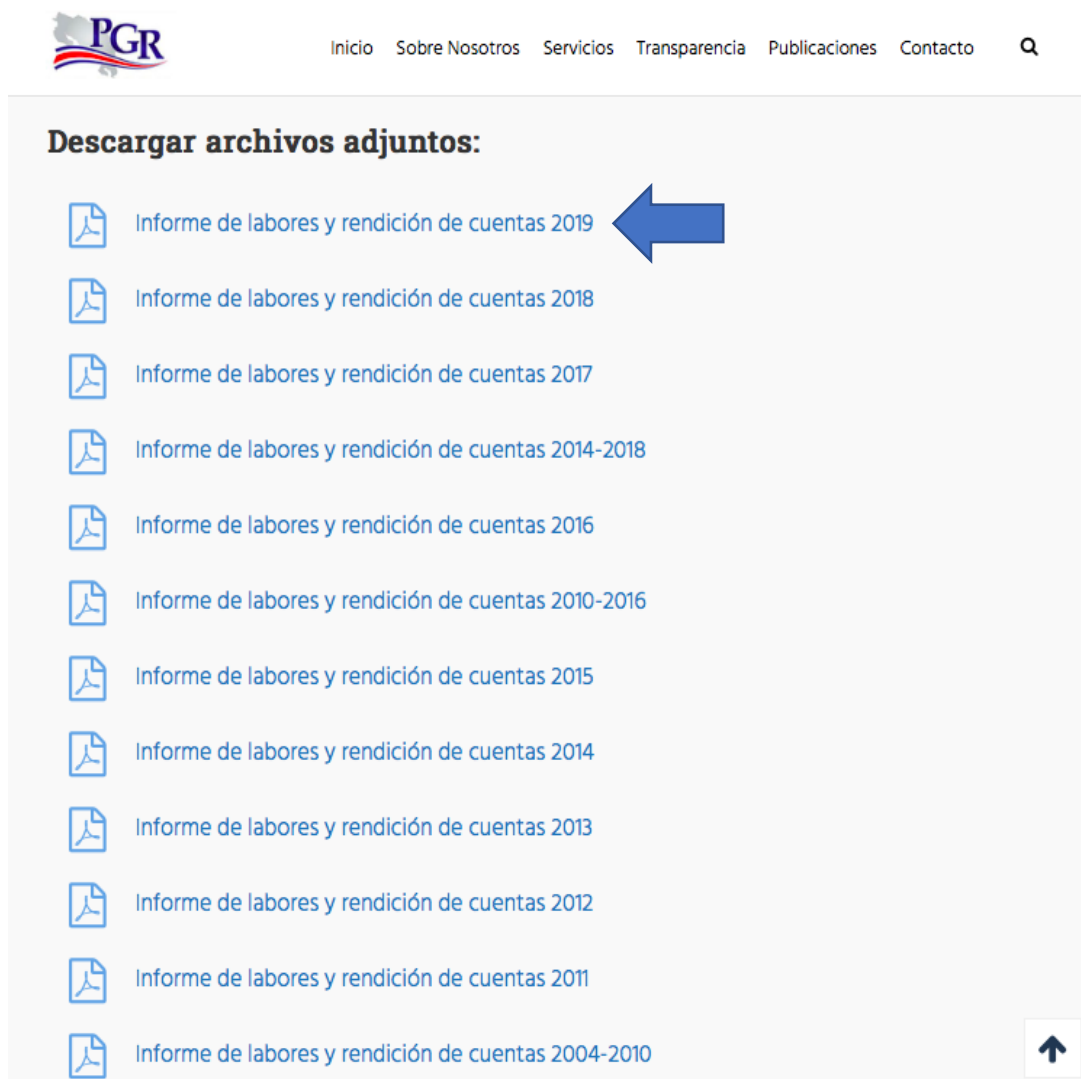 PGR
Inicio Sobre Nosotros Servicios Transparencia Publicaciones Contacto
Descargar archivos adjuntos:
Informe de labores y rendición de cuentas 2019
Informe de labores y rendición de cuentas 2018
Informe de labores y rendición de cuentas 2017
Informe de labores y rendición de cuentas 2014-2018
Informe de labores y rendición de cuentas 2016
Informe de labores y rendición de cuentas 2010-2016
Informe de labores y rendición de cuentas 2015
Informe de labores y rendición de cuentas 2014
Informe de labores y rendición de cuentas 2013
Informe de labores y rendición de cuentas 2012
Informe de labores y rendición de cuentas 2011
Informe de labores y rendición de cuentas 2004-2010